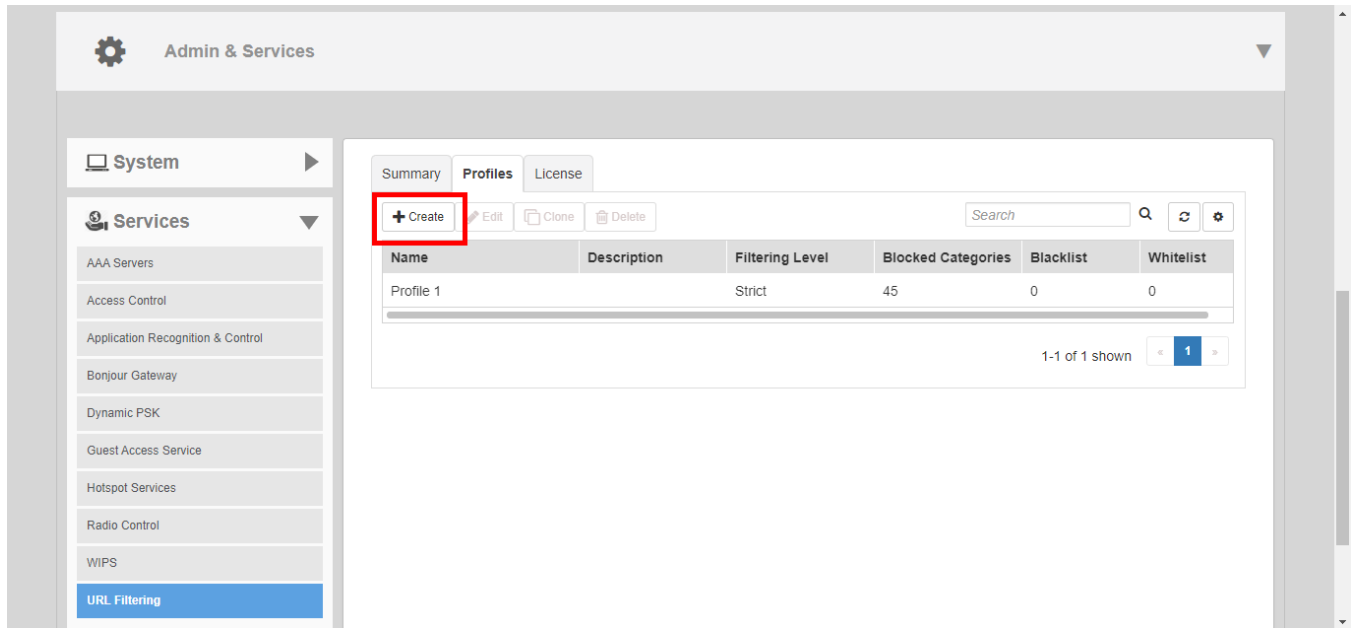 Admin & Services
System
Services
AAA Servers
Access Control
Application Recognition & Control
Bonjour Gateway
Dynamic PSK
Guest Access Service
Hotspot Services
Radio Control
WIPS
URL Filtering
Summary Profiles License
Create Edit Clone Delete Search
Name Description Filtering Level Blocked Categories Blacklist Whitelist
Profile 1 Strict 45 0 0
1-1 of 1 shown « 1 »